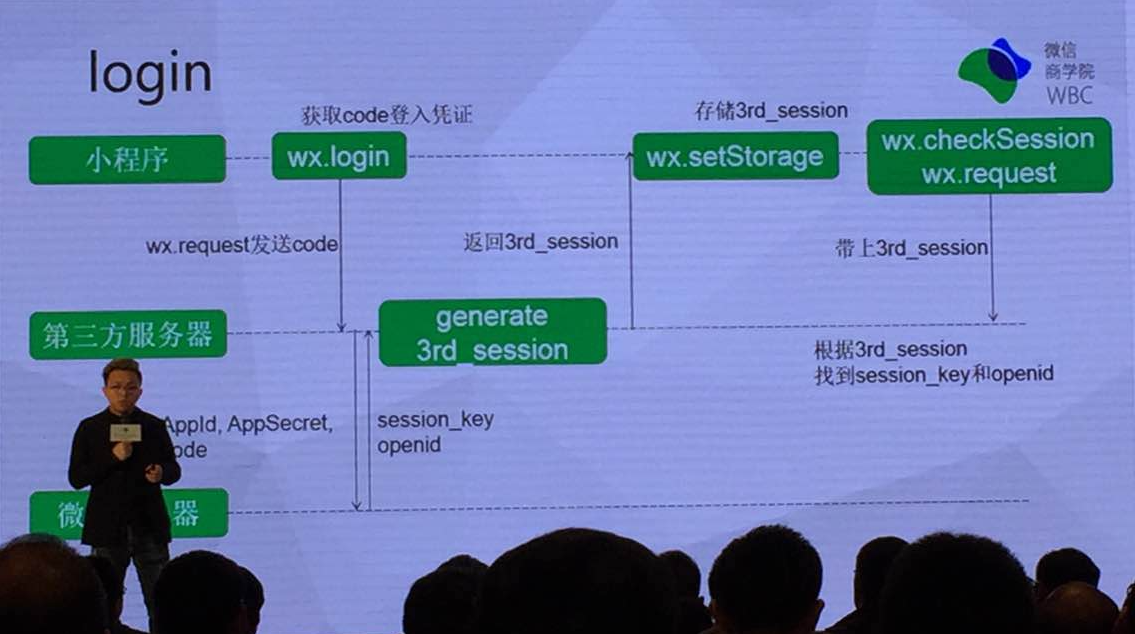 login
微信
商学院
WBC
获取code登入凭证
存储3rd_session
小程序
wx.login
wx.setStorage
wx.checkSession
wx.request
wx.request发送code
返回3rd_session
带上3rd_session
第三方服务器
generate
3rd_session
根据3rd_session
找到session_key和openid
AppId, AppSecret,
session_key
openid
微
器